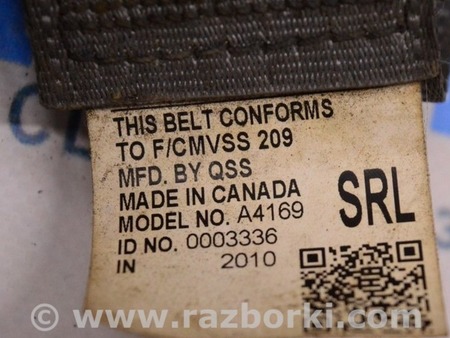 THIS BELT CONFORMS
TO F/CMVSS 209
MFD. BY QSS
MADE IN CANADA
MODEL NO. A4169
SRL
ID NO. 0003336
IN 2010
© www.razborki.com